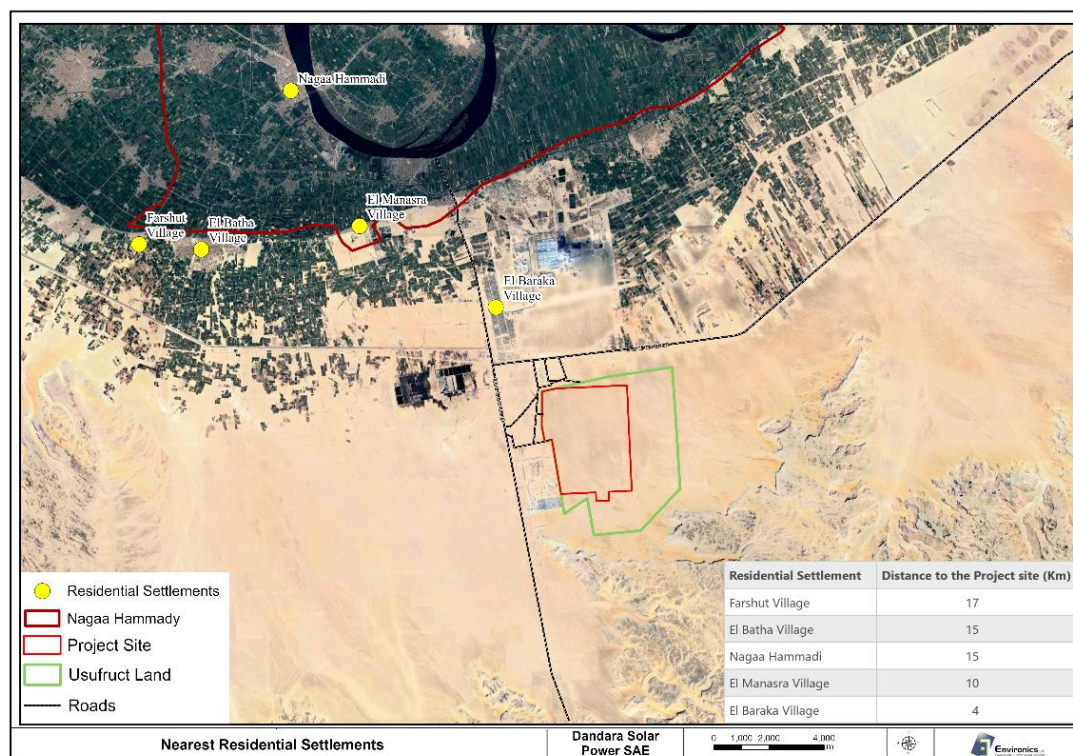 Nagaa Hammadi
El Manasra
Village
Farshut
Village
El Batha
Village
El Baraka
Village
Residential Settlements
Nagaa Hammady
Project Site
Usufruct Land
Roads
Residential Settlement Distance to the Project site (Km)
Farshut Village 17
El Batha Village 15
Nagaa Hammadi 15
El Manasra Village 10
El Baraka Village 4
Nearest Residential Settlements
Dandara Solar
Power SAE
0 1,000 2,000 4,000
m
Environics